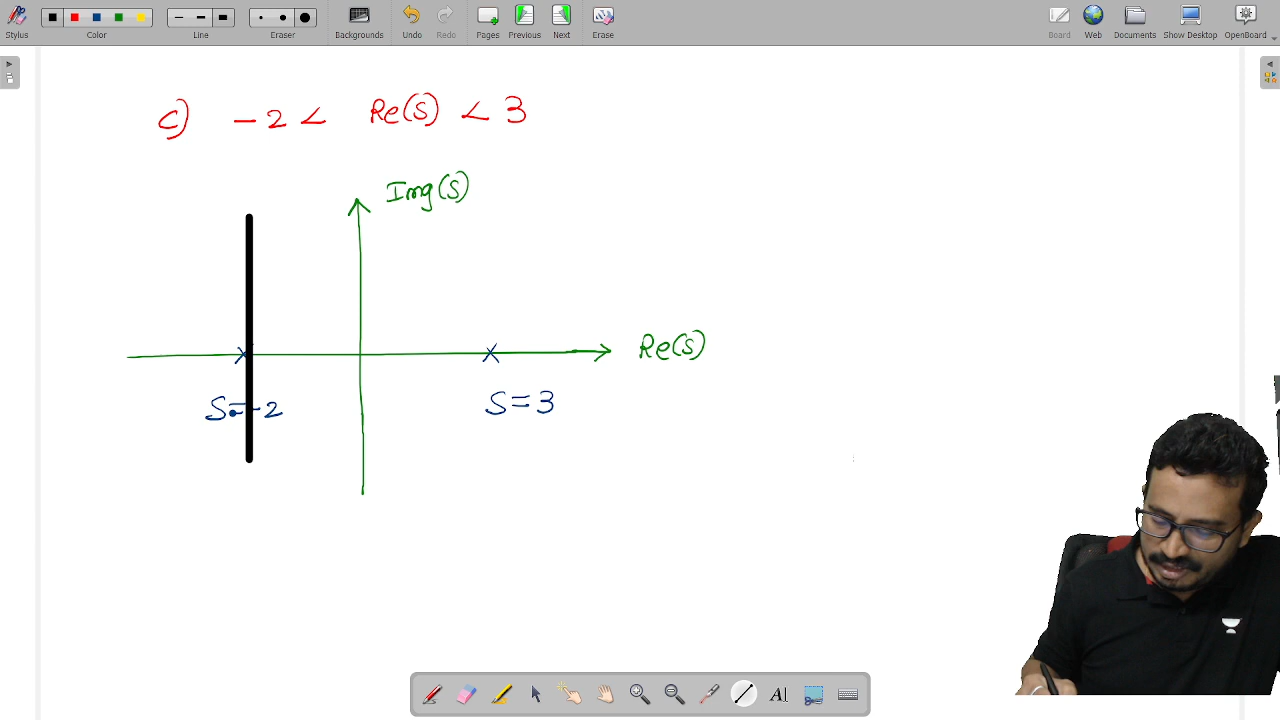 Stylus Color Line Eraser Backgrounds Undo Redo Pages Previous Next Erase Board Web Documents Show Desktop OpenBoard
c) -2 < Re(S) < 3
Img(S)
Re(S)
S=-2
S=3
AI